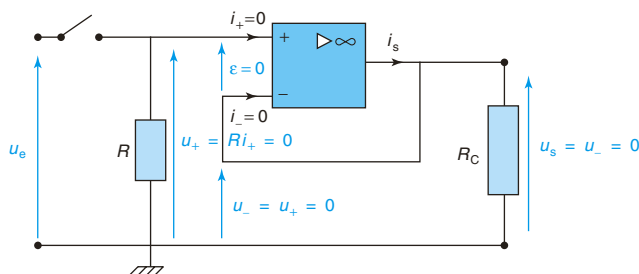 i+=0
+
▷ ∞
is
ε=0
−
i−=0
ue
R
u+ = Ri+ = 0
RC
us = u− = 0
u− = u+ = 0